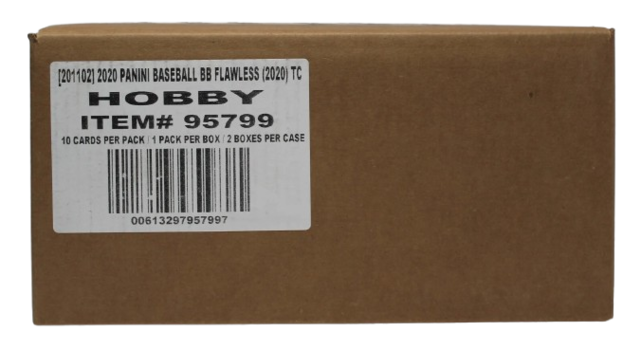 [201102] 2020 PANINI BASEBALL BB FLAWLESS (2020) TC
HOBBY
ITEM# 95799
10 CARDS PER PACK / 1 PACK PER BOX / 2 BOXES PER CASE
00613297957997